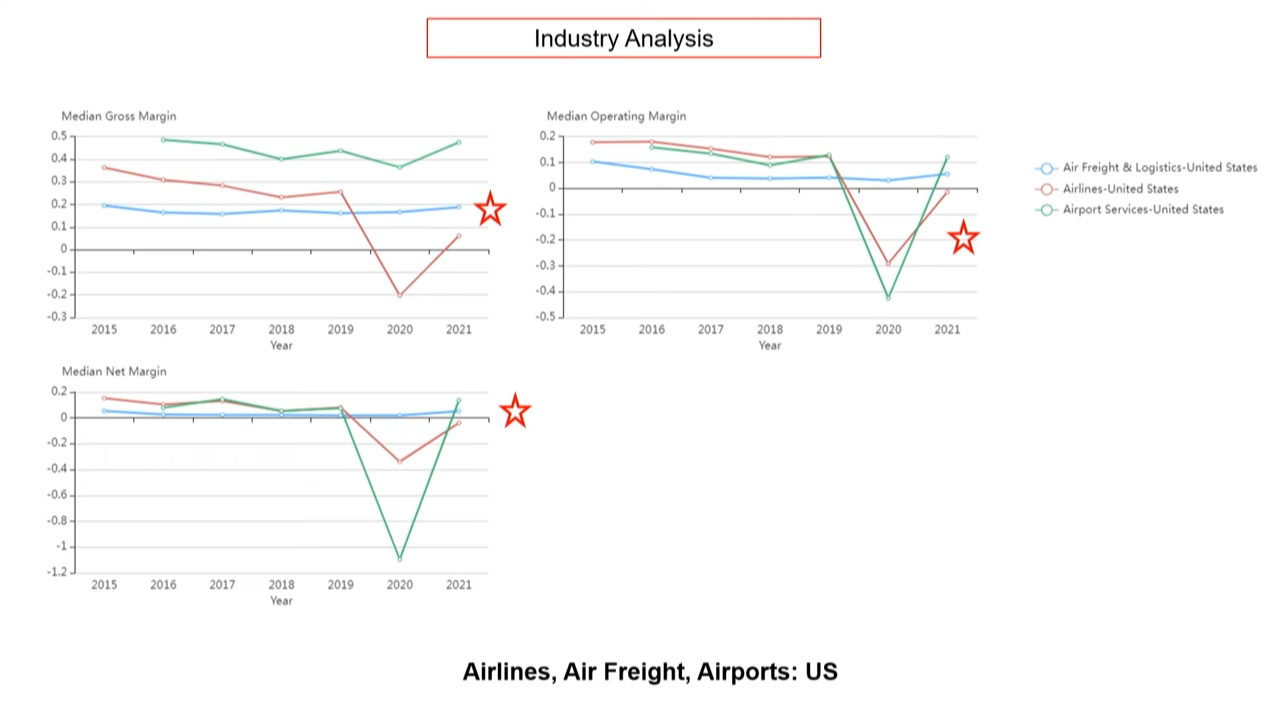 Industry Analysis
Median Gross Margin
0.5
0.4
0.3
0.2
0.1
0
-0.1
-0.2
-0.3
2015 2016 2017 2018 2019 2020 2021
Year
Median Operating Margin
0.2
0.1
0
-0.1
-0.2
-0.3
-0.4
-0.5
2015 2016 2017 2018 2019 2020 2021
Year
Air Freight & Logistics-United States
Airlines-United States
Airport Services-United States
Median Net Margin
0.2
0
-0.2
-0.4
-0.6
-0.8
-1
-1.2
2015 2016 2017 2018 2019 2020 2021
Year
Airlines, Air Freight, Airports: US